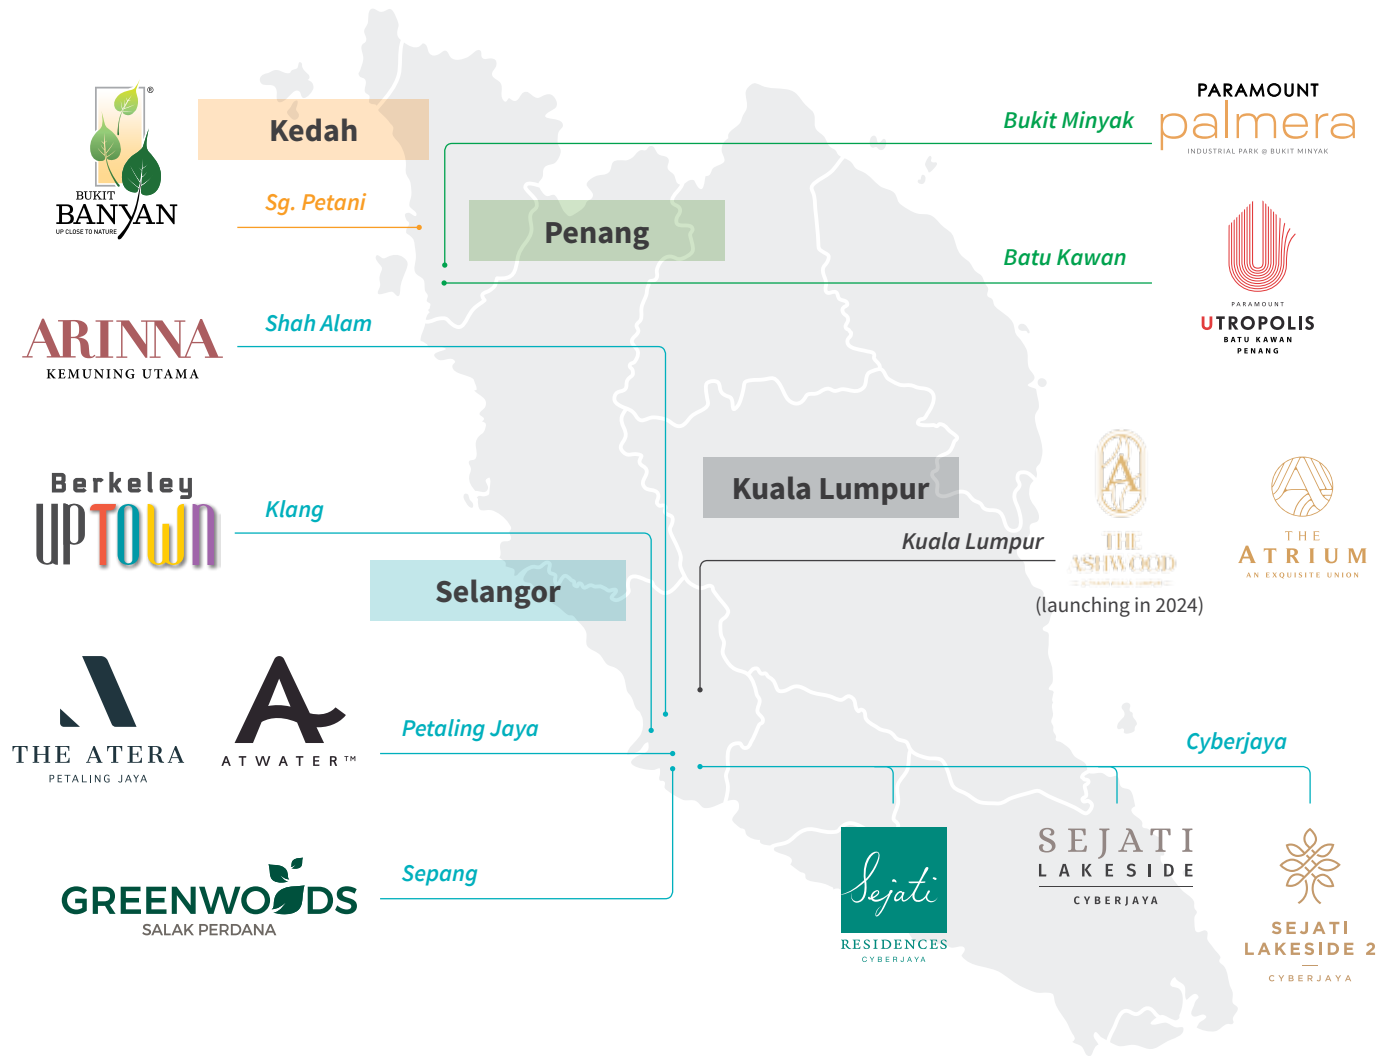 Kedah
BUKIT
BANYAN
UP CLOSE TO NATURE
®
Sg. Petani
Bukit Minyak
PARAMOUNT
palmera
INDUSTRIAL PARK @ BUKIT MINYAK
Penang
Batu Kawan
PARAMOUNT
UTROPOLIS
BATU KAWAN
PENANG
ARINNA
KEMUNING UTAMA
Shah Alam
Berkeley
UPTOWN
Klang
Kuala Lumpur
Kuala Lumpur
THE
ASHWOOD
(launching in 2024)
THE
ATRIUM
AN EXQUISITE UNION
Selangor
THE ATERA
PETALING JAYA
ATWATER™
Petaling Jaya
Cyberjaya
GREENWOODS
SALAK PERDANA
Sepang
Sejati
RESIDENCES
CYBERJAYA
SEJATI
LAKESIDE
CYBERJAYA
SEJATI
LAKESIDE 2
CYBERJAYA